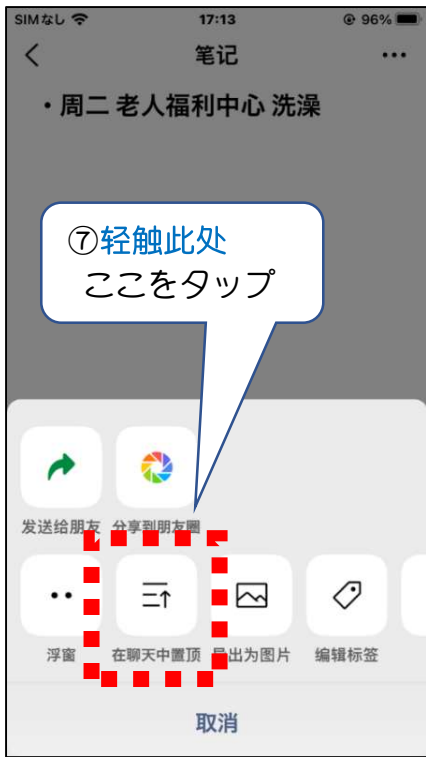 SIMなし 17:13 96%
笔记
・周二 老人福利中心 洗澡
⑦轻触此处
ここをタップ
发送给朋友 分享到朋友圈
浮窗 在聊天中置顶 导出为图片 编辑标签
取消